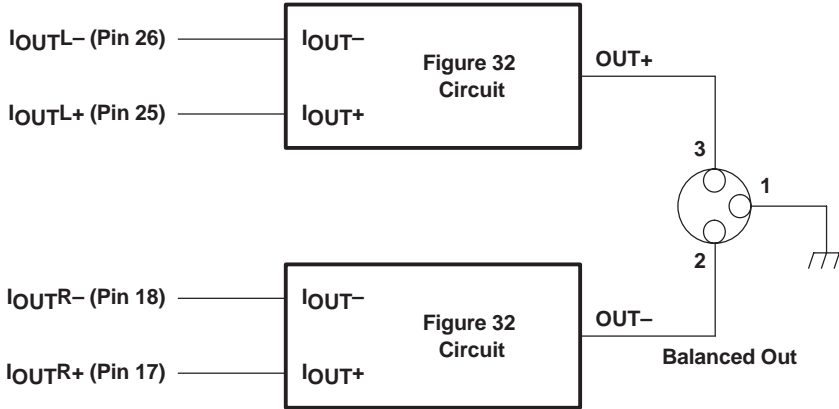 IOUTL– (Pin 26)
IOUT–
Figure 32
Circuit
OUT+
IOUTL+ (Pin 25)
IOUT+
3
1
2
IOUTR– (Pin 18)
IOUT–
Figure 32
Circuit
OUT–
Balanced Out
IOUTR+ (Pin 17)
IOUT+